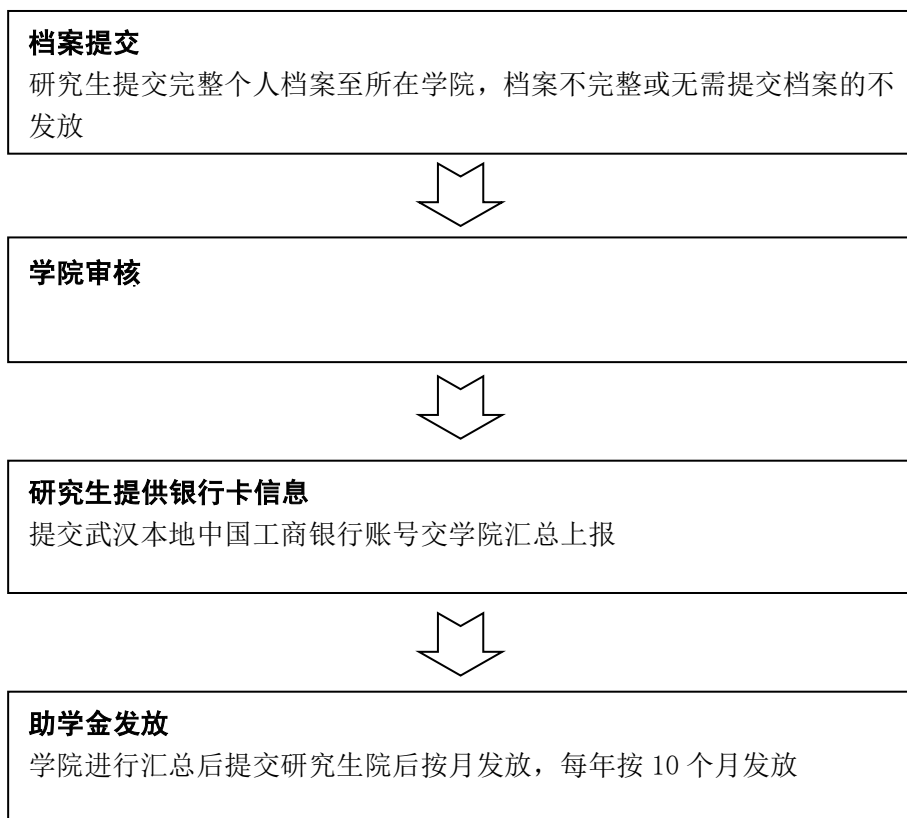 档案提交
研究生提交完整个人档案至所在学院，档案不完整或无需提交档案的不
发放
学院审核
研究生提供银行卡信息
提交武汉本地中国工商银行账号交学院汇总上报
助学金发放
学院进行汇总后提交研究生院后按月发放，每年按 10 个月发放